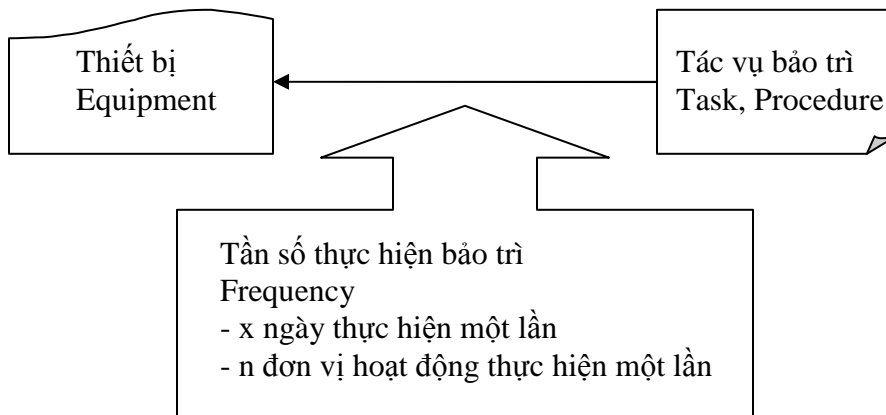 Thiết bị
Equipment
Tác vụ bảo trì
Task, Procedure
Tần số thực hiện bảo trì
Frequency
- x ngày thực hiện một lần
- n đơn vị hoạt động thực hiện một lần